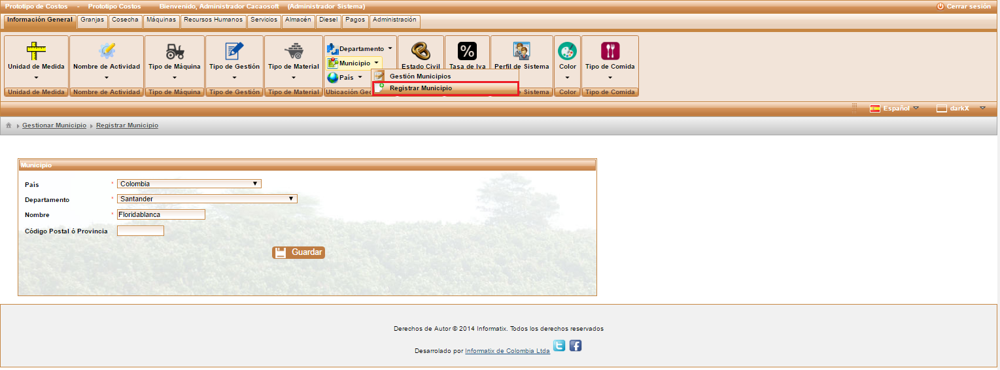 Prototipo de Costos - Prototipo Costos Bienvenido, Administrador Cacaosoft (Administrador Sistema) Cerrar sesión
Información General Granjas Cosecha Máquinas Recursos Humanos Servicios Almacén Diesel Pagos Administración
Unidad de Medida Nombre de Actividad Tipo de Máquina Tipo de Gestión Tipo de Material
Departamento
Municipio
País
Estado Civil Tasa de Iva Perfil de Sistema Color Tipo de Comida
Gestión Municipios
Registrar Municipio
Unidad de Medida Nombre de Actividad Tipo de Máquina Tipo de Gestión Tipo de Material Ubicación Geo de Sistema Color Tipo de Comida
Español darkX
Gestionar Municipio Registrar Municipio
Municipio
País * Colombia
Departamento * Santander
Nombre * Floridablanca
Código Postal ó Provincia
Guardar
Derechos de Autor © 2014 Informatix. Todos los derechos reservados
Desarrolado por Informatix de Colombia Ltda